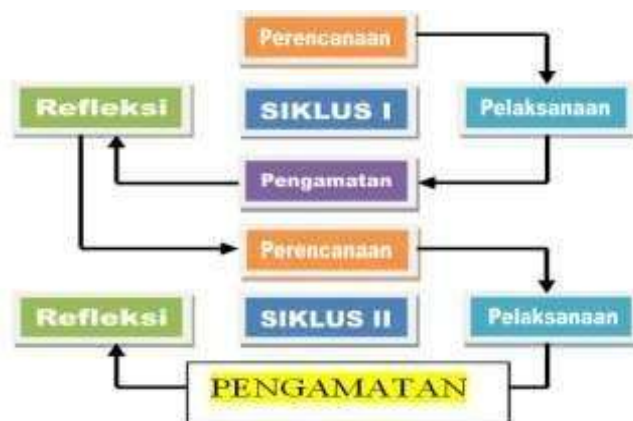 Perencanaan
Refleksi
SIKLUS I
Pelaksanaan
Pengamatan
Perencanaan
Refleksi
SIKLUS II
Pelaksanaan
PENGAMATAN